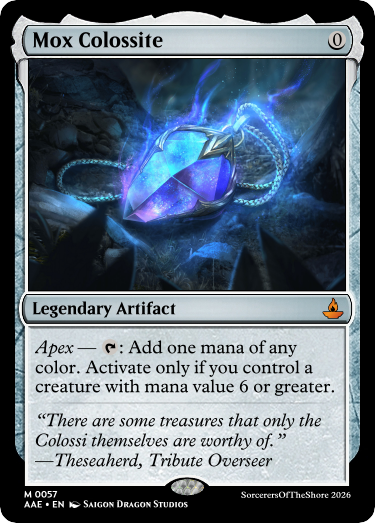 Mox Colossite 0
Legendary Artifact
Apex — : Add one mana of any
color. Activate only if you control a
creature with mana value 6 or greater.
“There are some treasures that only the
Colossi themselves are worthy of.”
—Theseaherd, Tribute Overseer
M 0057
AAE • EN Saigon Dragon Studios
SorcerersOfTheShore 2026